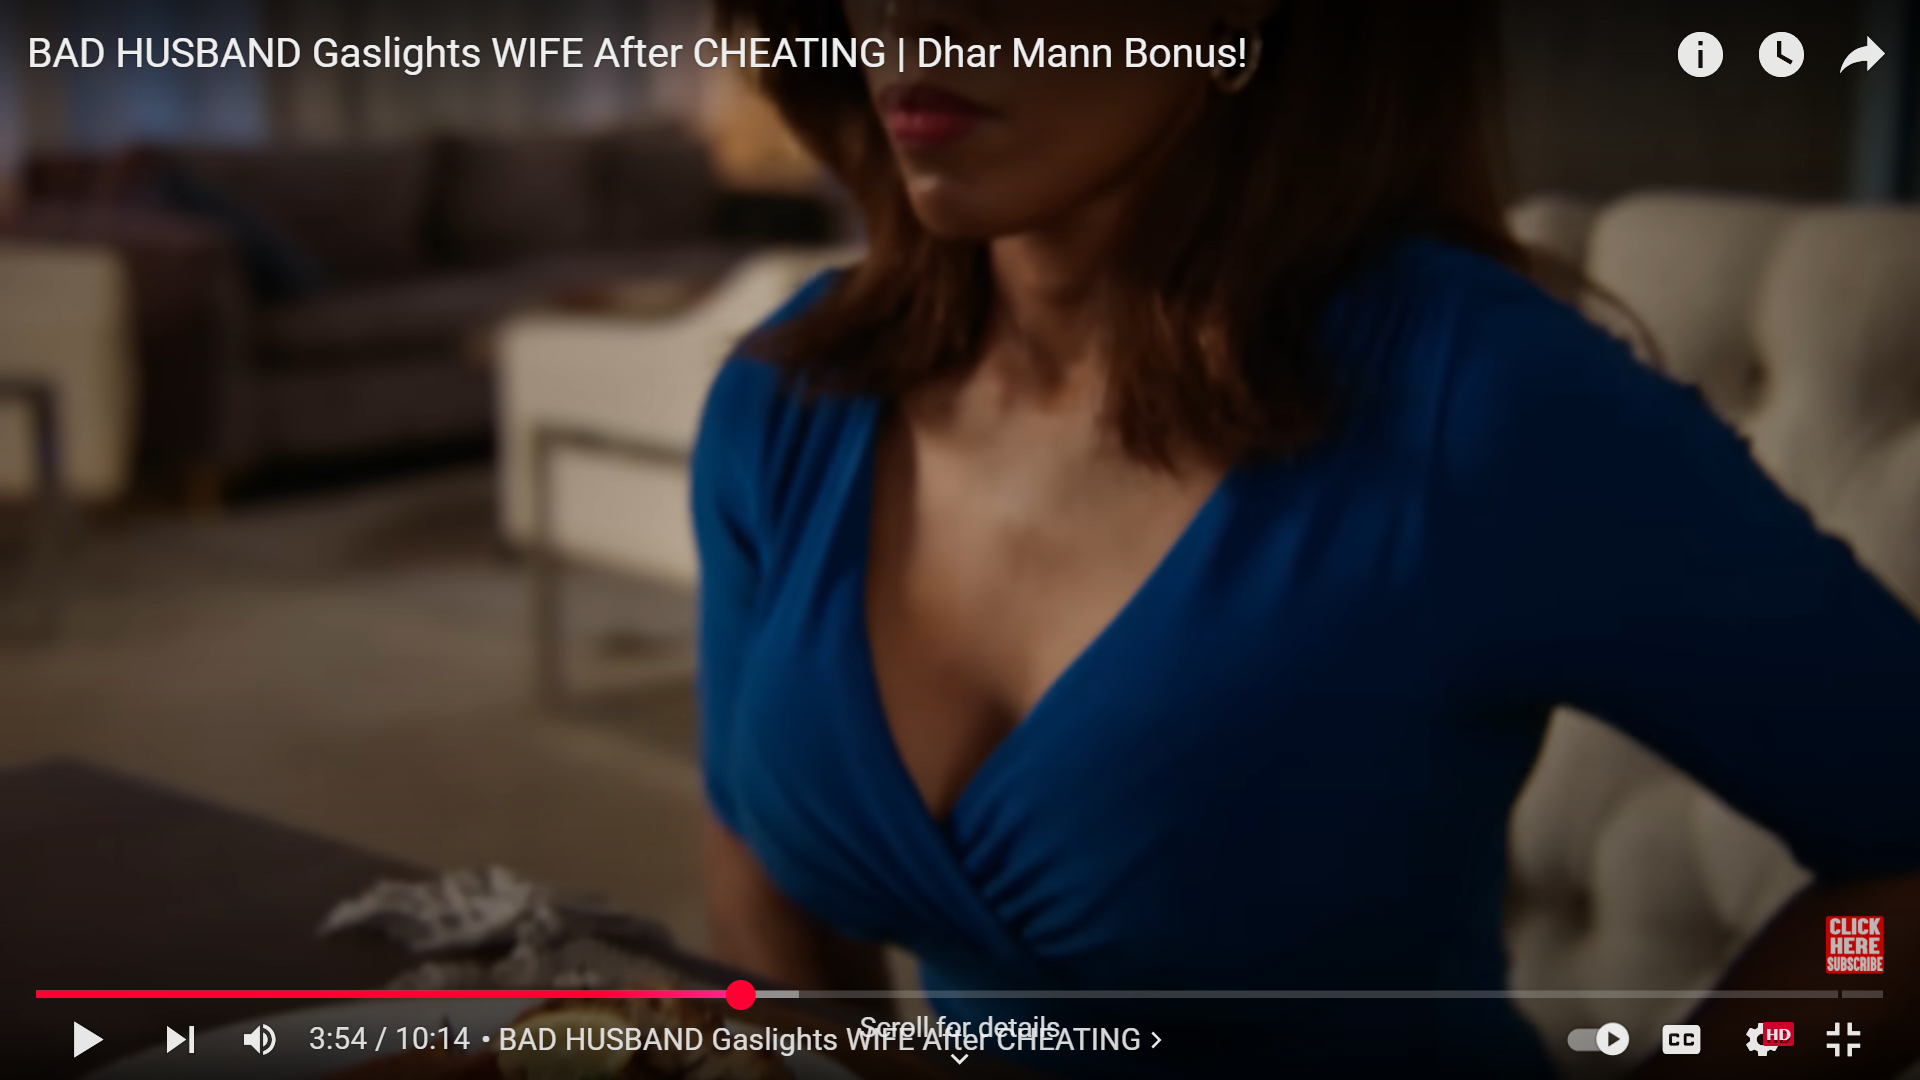 BAD HUSBAND Gaslights WIFE After CHEATING | Dhar Mann Bonus!
CLICK
HERE
SUBSCRIBE
3:54 / 10:14 • BAD HUSBAND Gaslights WIFE After CHEATING
Scroll for details
CC
HD